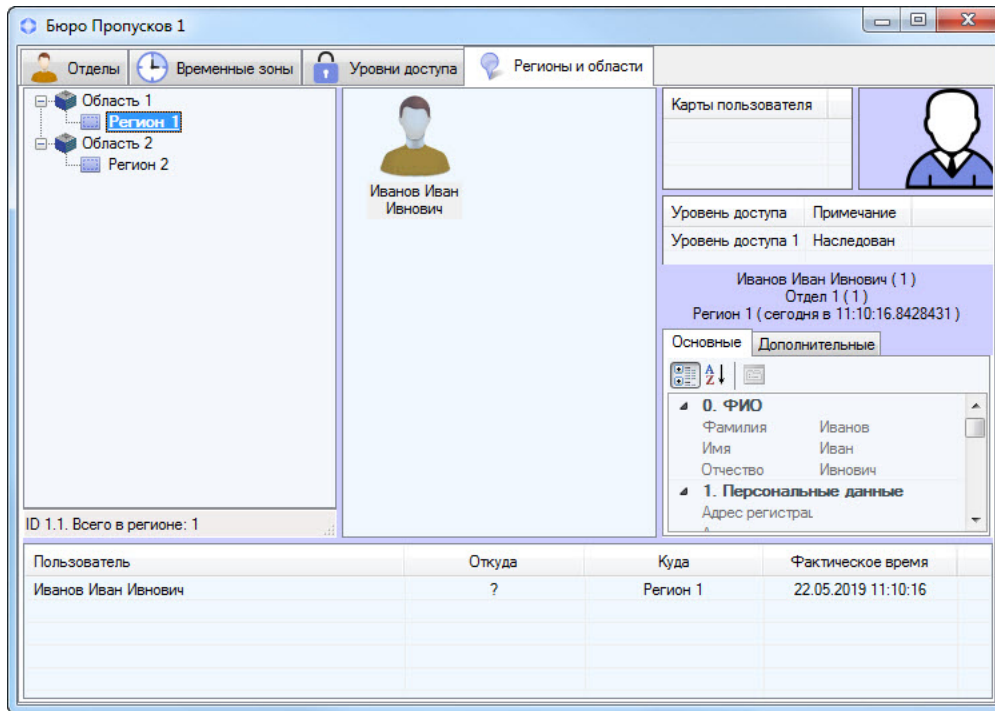 Бюро Пропусков 1
Отделы Временные зоны Уровни доступа Регионы и области
Область 1
Регион 1
Область 2
Регион 2
ID 1.1. Всего в регионе: 1
Иванов Иван
Ивнович
Карты пользователя
Уровень доступа Примечание
Уровень доступа 1 Наследован
Иванов Иван Ивнович ( 1 )
Отдел 1 ( 1 )
Регион 1 ( сегодня в 11:10:16.8428431 )
Основные Дополнительные
0. ФИО
Фамилия Иванов
Имя Иван
Отчество Ивнович
1. Персональные данные
Адрес регистрац
Пользователь Откуда Куда Фактическое время
Иванов Иван Ивнович ? Регион 1 22.05.2019 11:10:16